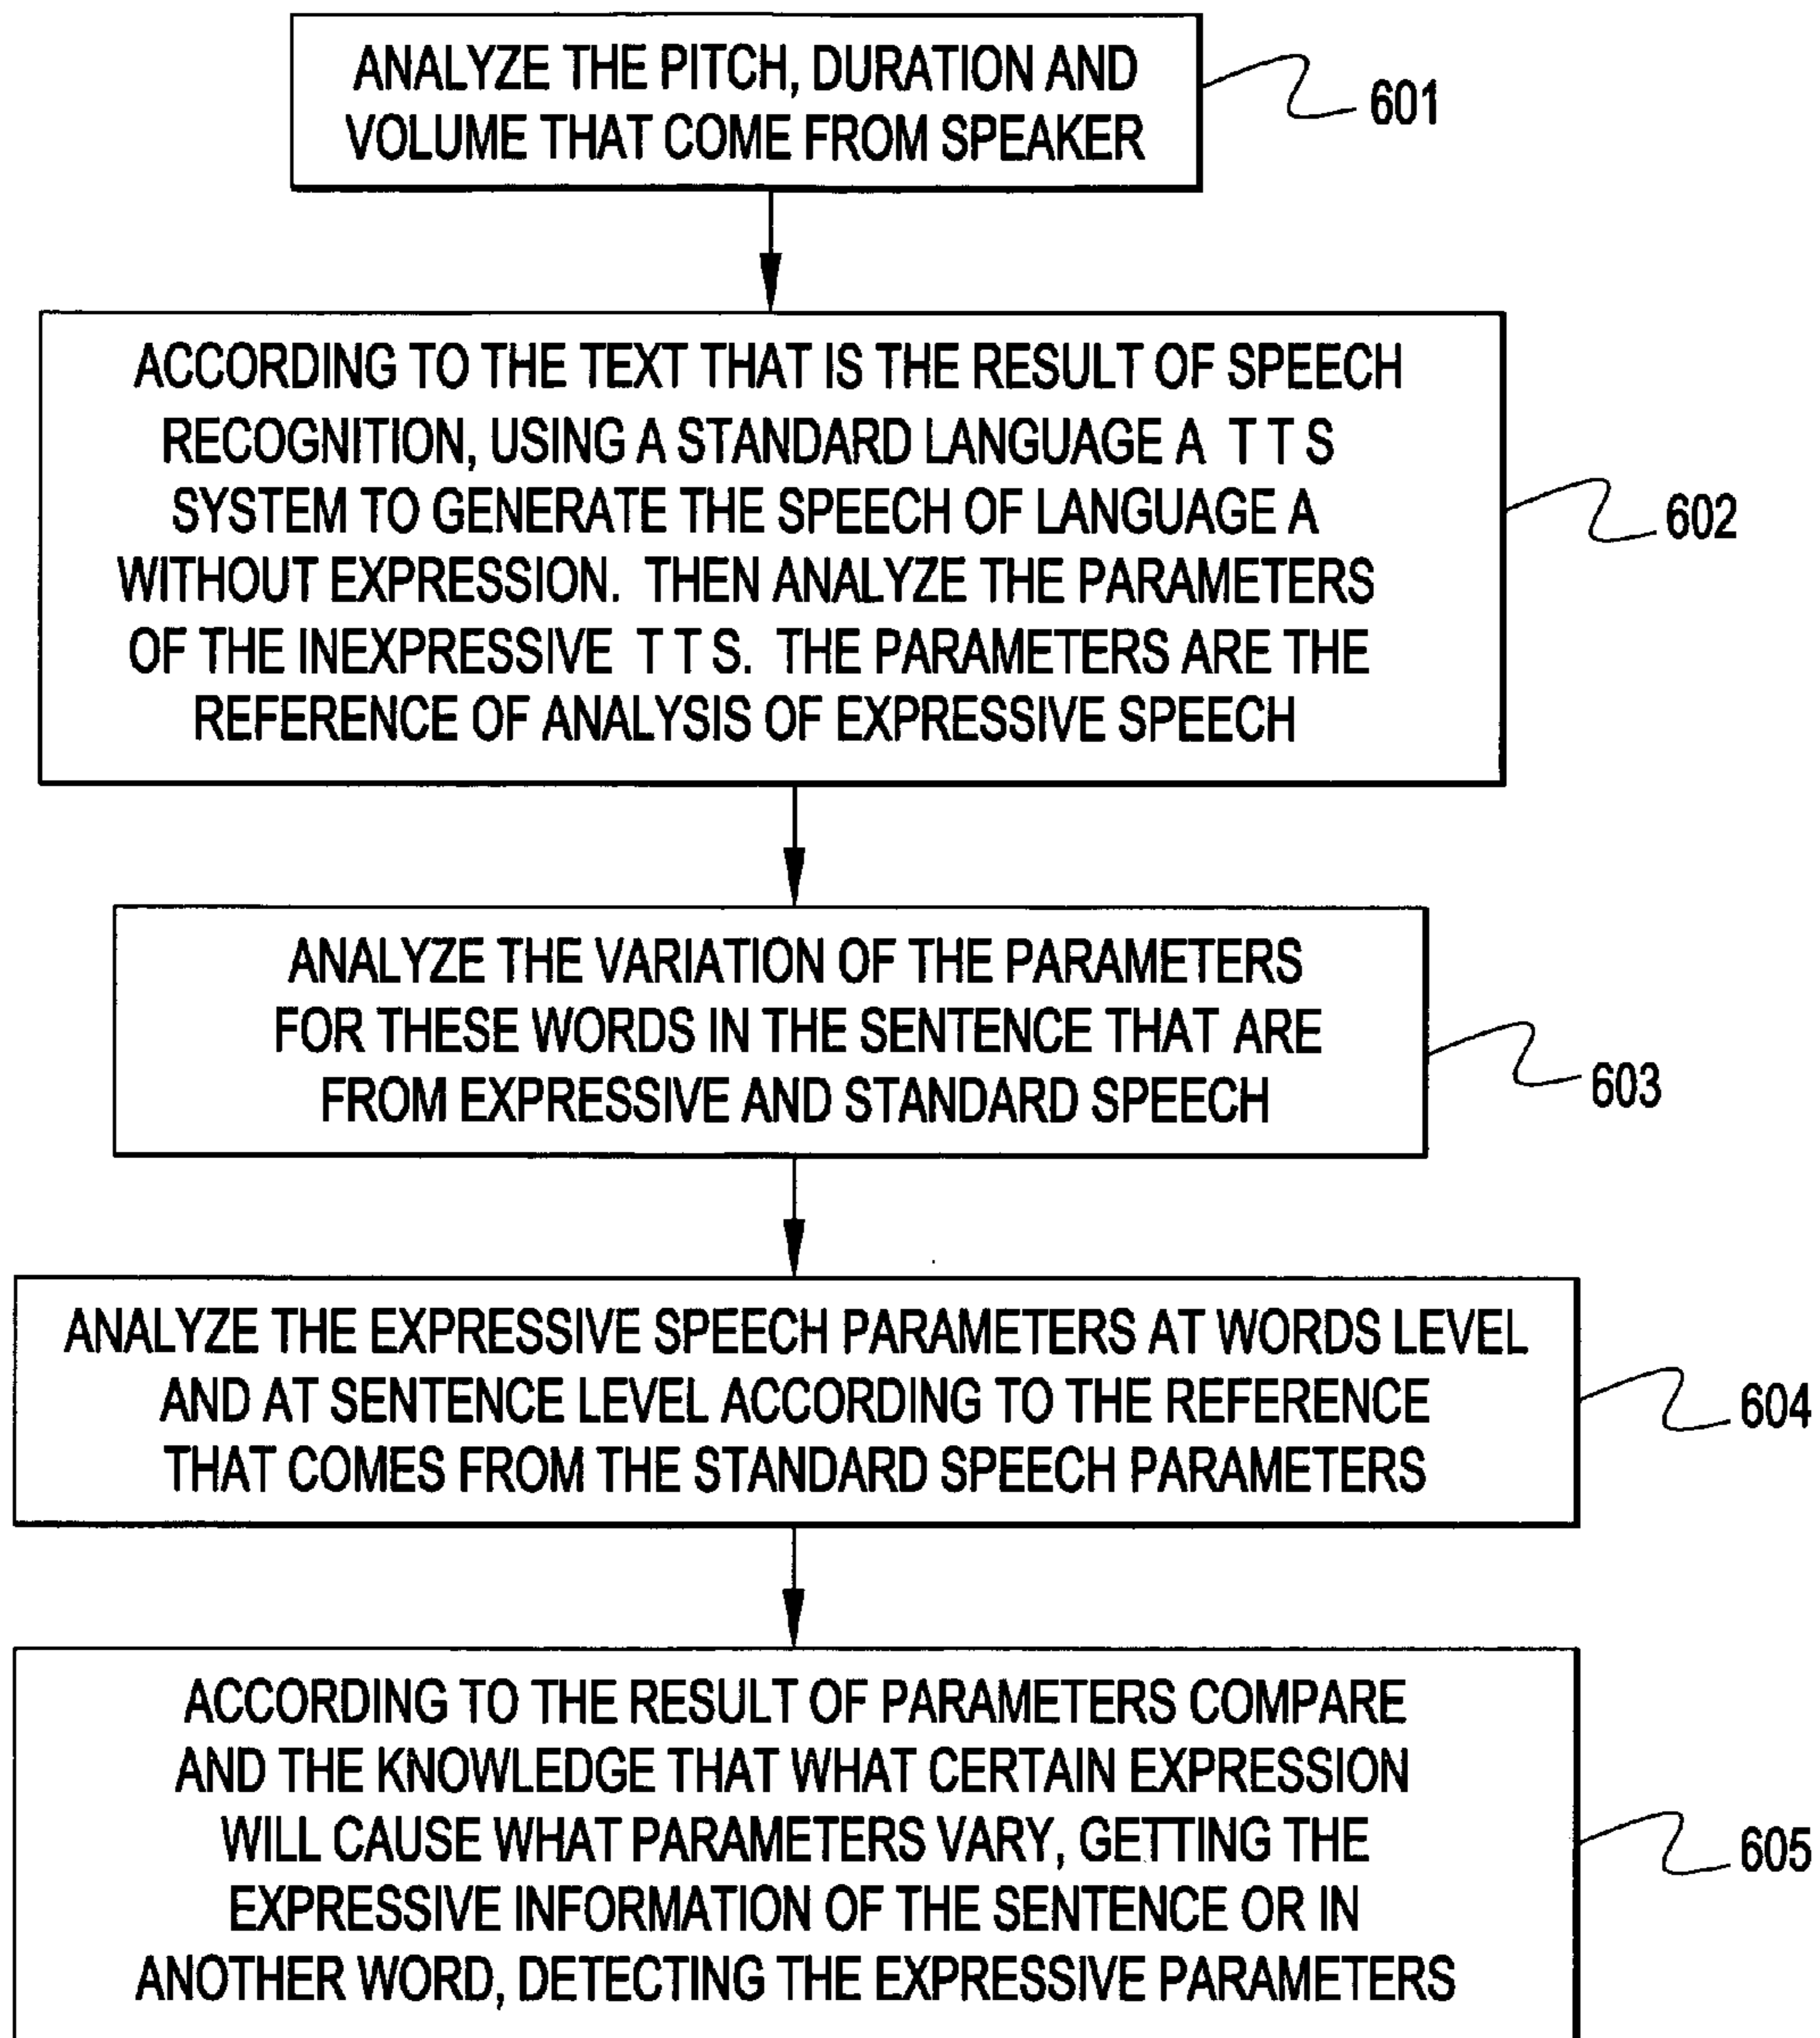 ANALYZE THE PITCH, DURATION AND
VOLUME THAT COME FROM SPEAKER
601
ACCORDING TO THE TEXT THAT IS THE RESULT OF SPEECH
RECOGNITION, USING A STANDARD LANGUAGE A T T S
SYSTEM TO GENERATE THE SPEECH OF LANGUAGE A
WITHOUT EXPRESSION. THEN ANALYZE THE PARAMETERS
OF THE INEXPRESSIVE T T S. THE PARAMETERS ARE THE
REFERENCE OF ANALYSIS OF EXPRESSIVE SPEECH
602
ANALYZE THE VARIATION OF THE PARAMETERS
FOR THESE WORDS IN THE SENTENCE THAT ARE
FROM EXPRESSIVE AND STANDARD SPEECH
603
ANALYZE THE EXPRESSIVE SPEECH PARAMETERS AT WORDS LEVEL
AND AT SENTENCE LEVEL ACCORDING TO THE REFERENCE
THAT COMES FROM THE STANDARD SPEECH PARAMETERS
604
ACCORDING TO THE RESULT OF PARAMETERS COMPARE
AND THE KNOWLEDGE THAT WHAT CERTAIN EXPRESSION
WILL CAUSE WHAT PARAMETERS VARY, GETTING THE
EXPRESSIVE INFORMATION OF THE SENTENCE OR IN
ANOTHER WORD, DETECTING THE EXPRESSIVE PARAMETERS
605